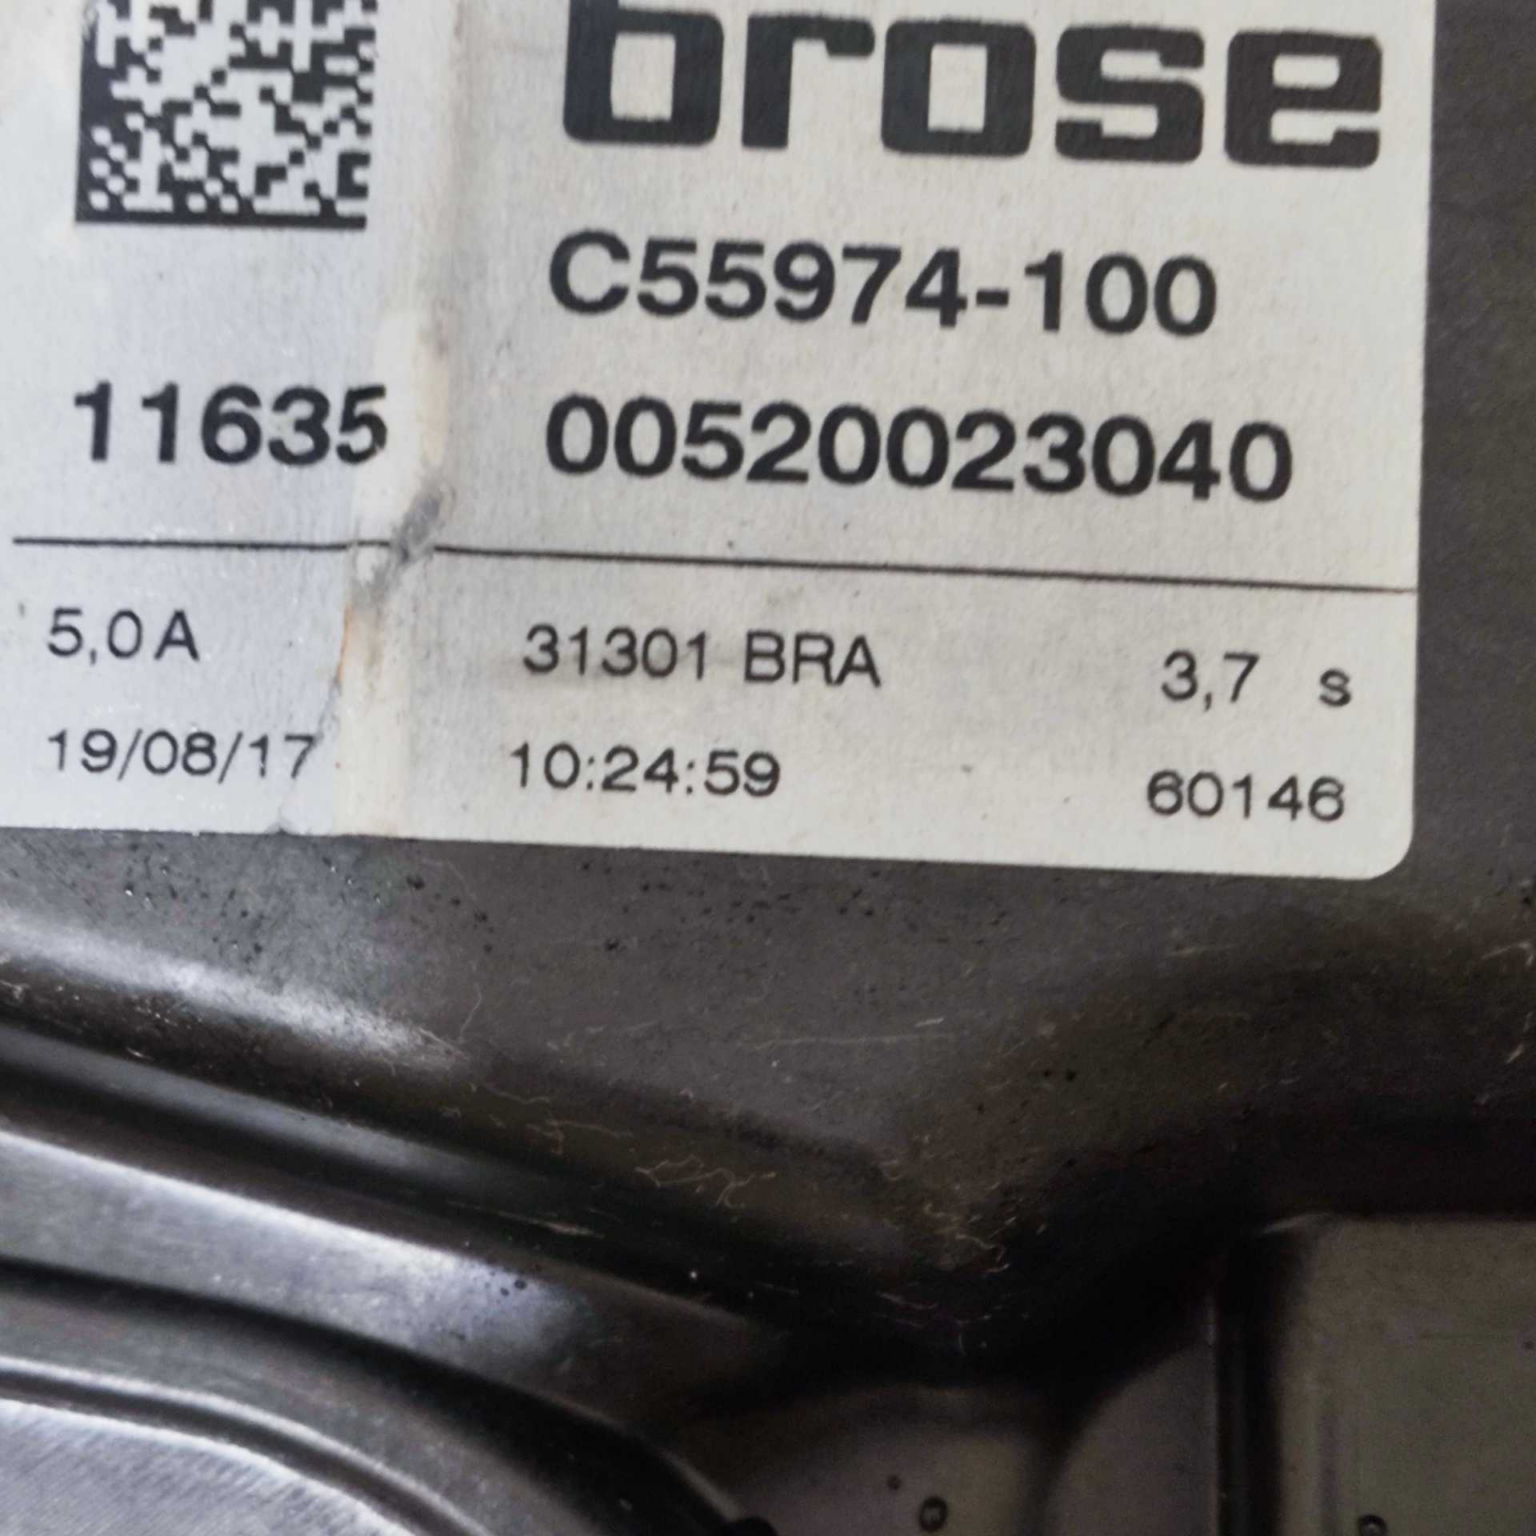 brose
C55974-100
11635 00520023040
5,0A 31301 BRA 3,7 s
19/08/17 10:24:59 60146